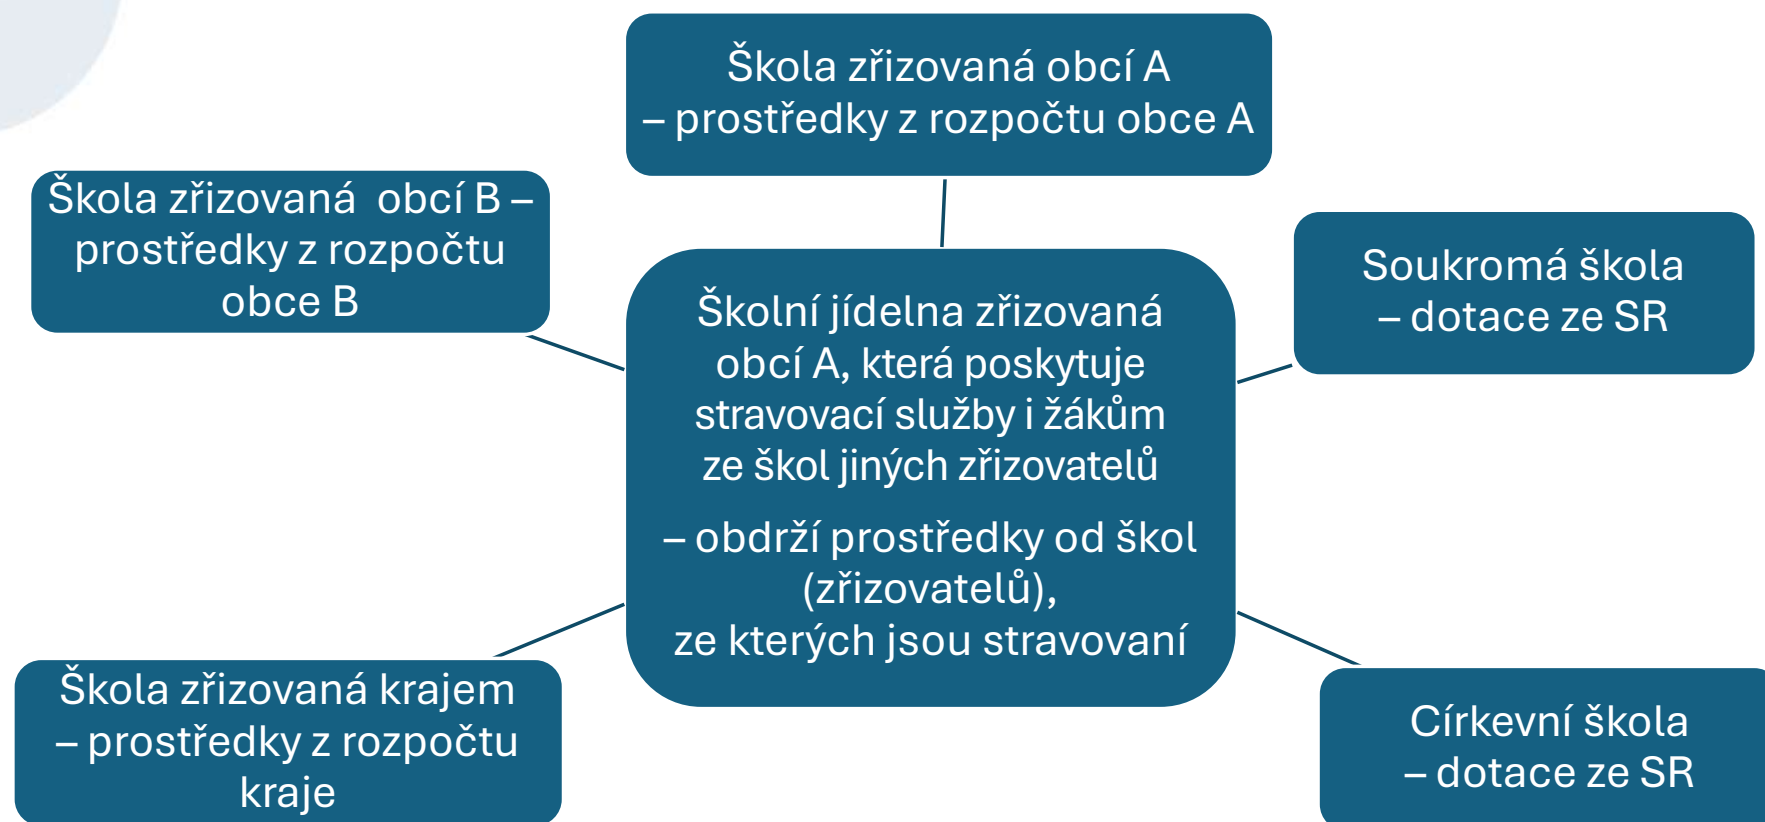 Škola zřizovaná obcí A
– prostředky z rozpočtu obce A
Škola zřizovaná obcí B –
prostředky z rozpočtu
obce B
Soukromá škola
– dotace ze SR
Školní jídelna zřizovaná
obcí A, která poskytuje
stravovací služby i žákům
ze škol jiných zřizovatelů
– obdrží prostředky od škol
(zřizovatelů),
ze kterých jsou stravovaní
Škola zřizovaná krajem
– prostředky z rozpočtu
kraje
Církevní škola
– dotace ze SR